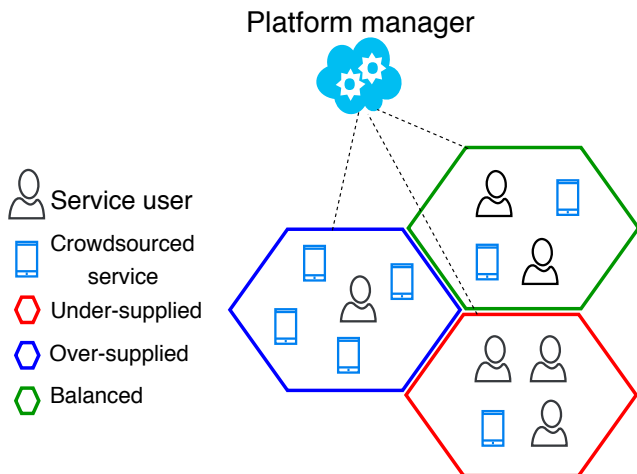 Platform manager
Service user
Crowdsourced
service
Under-supplied
Over-supplied
Balanced